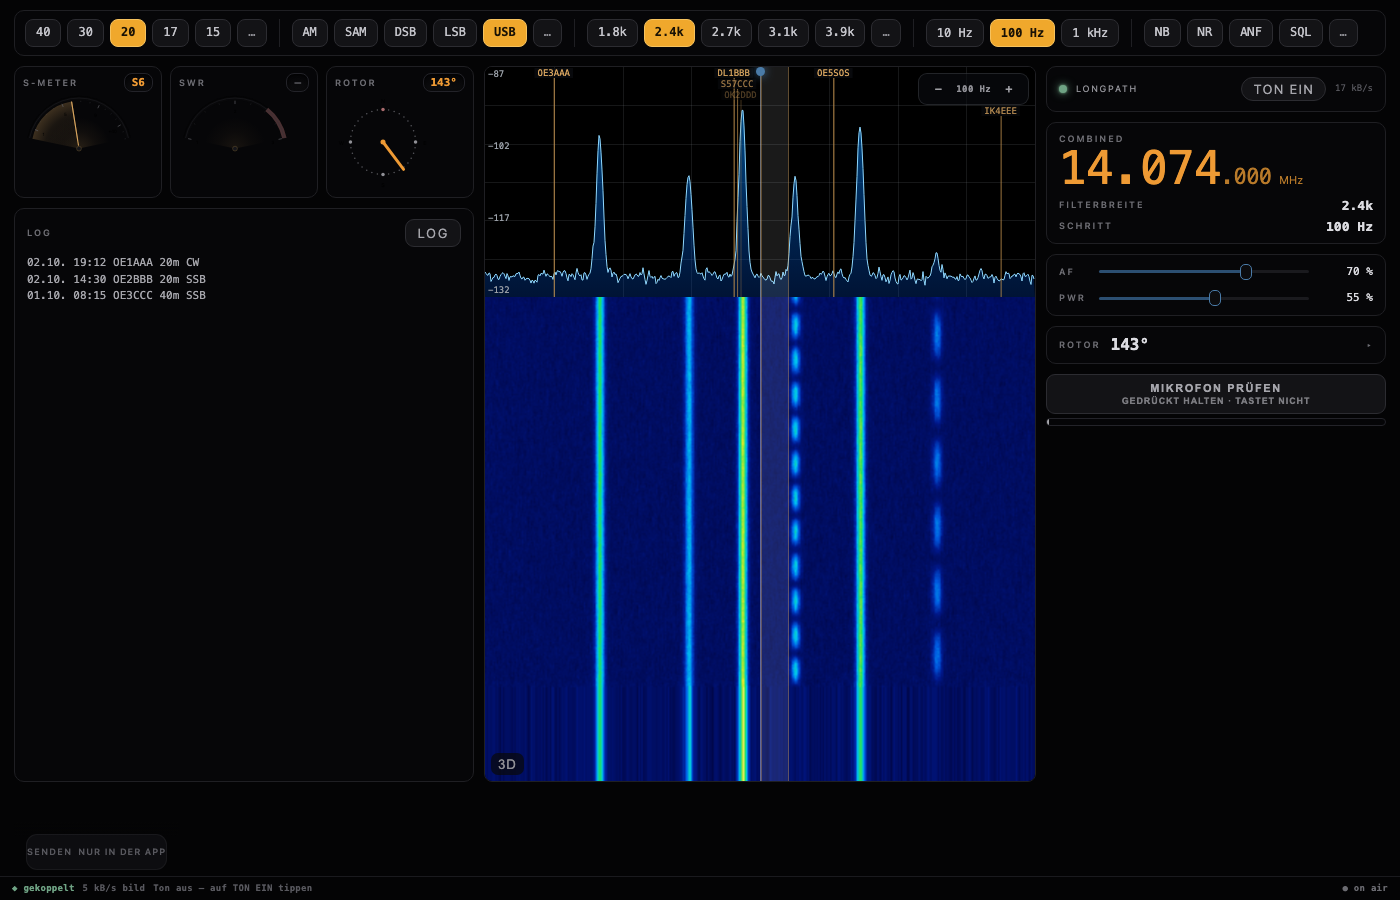 40 30 20 17 15 … AM SAM DSB LSB USB … 1.8k 2.4k 2.7k 3.1k 3.9k … 10 Hz 100 Hz 1 kHz NB NR ANF SQL …
S-METER S6
SWR —
ROTOR 143°
LOG LOG
02.10. 19:12 OE1AAA 20m CW
02.10. 14:30 OE2BBB 20m SSB
01.10. 08:15 OE3CCC 40m SSB
−87 OE3AAA DL1BBB OE5SOS
S57CCC
OK2DDD
− 100 Hz +
IK4EEE
−102
−117
−132
3D
LONGPATH TON EIN 17 kB/s
COMBINED
14.074.000 MHz
FILTERBREITE 2.4k
SCHRITT 100 Hz
AF 70 %
PWR 55 %
ROTOR 143°
MIKROFON PRÜFEN
GEDRÜCKT HALTEN · TASTET NICHT
SENDEN NUR IN DER APP
◆ gekoppelt 5 kB/s bild Ton aus — auf TON EIN tippen ● on air